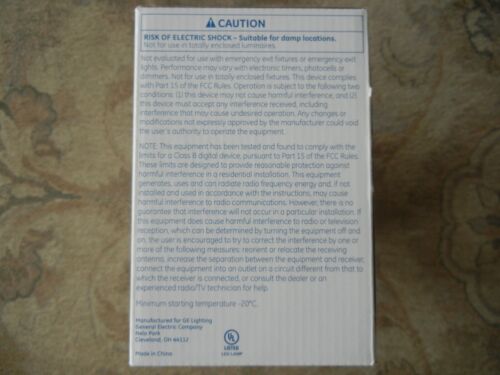 ⚠ CAUTION
RISK OF ELECTRIC SHOCK – Suitable for damp locations.
Not for use in totally enclosed luminaires.
Not evaluated for use with emergency exit fixtures or emergency exit
lights. Performance may vary with electronic timers, photocells or
dimmers. Not for use in totally enclosed fixtures. This device complies
with Part 15 of the FCC Rules. Operation is subject to the following two
conditions: (1) this device may not cause harmful interference, and (2)
this device must accept any interference received, including
interference that may cause undesired operation. Any changes or
modifications not expressly approved by the manufacturer could void
the user's authority to operate the equipment.
NOTE: This equipment has been tested and found to comply with the
limits for a Class B digital device, pursuant to Part 15 of the FCC Rules.
These limits are designed to provide reasonable protection against
harmful interference in a residential installation. This equipment
generates, uses and can radiate radio frequency energy and, if not
installed and used in accordance with the instructions, may cause
harmful interference to radio communications. However, there is no
guarantee that interference will not occur in a particular installation. If
this equipment does cause harmful interference to radio or television
reception, which can be determined by turning the equipment off and
on, the user is encouraged to try to correct the interference by one or
more of the following measures: reorient or relocate the receiving
antenna, increase the separation between the equipment and receiver,
connect the equipment into an outlet on a circuit different from that to
which the receiver is connected, or consult the dealer or an
experienced radio/TV technician for help.
Minimum starting temperature -20°C.
Manufactured for GE Lighting
General Electric Company
Nela Park
Cleveland, OH 44112
Made in China
UL
LISTED
LED LAMP